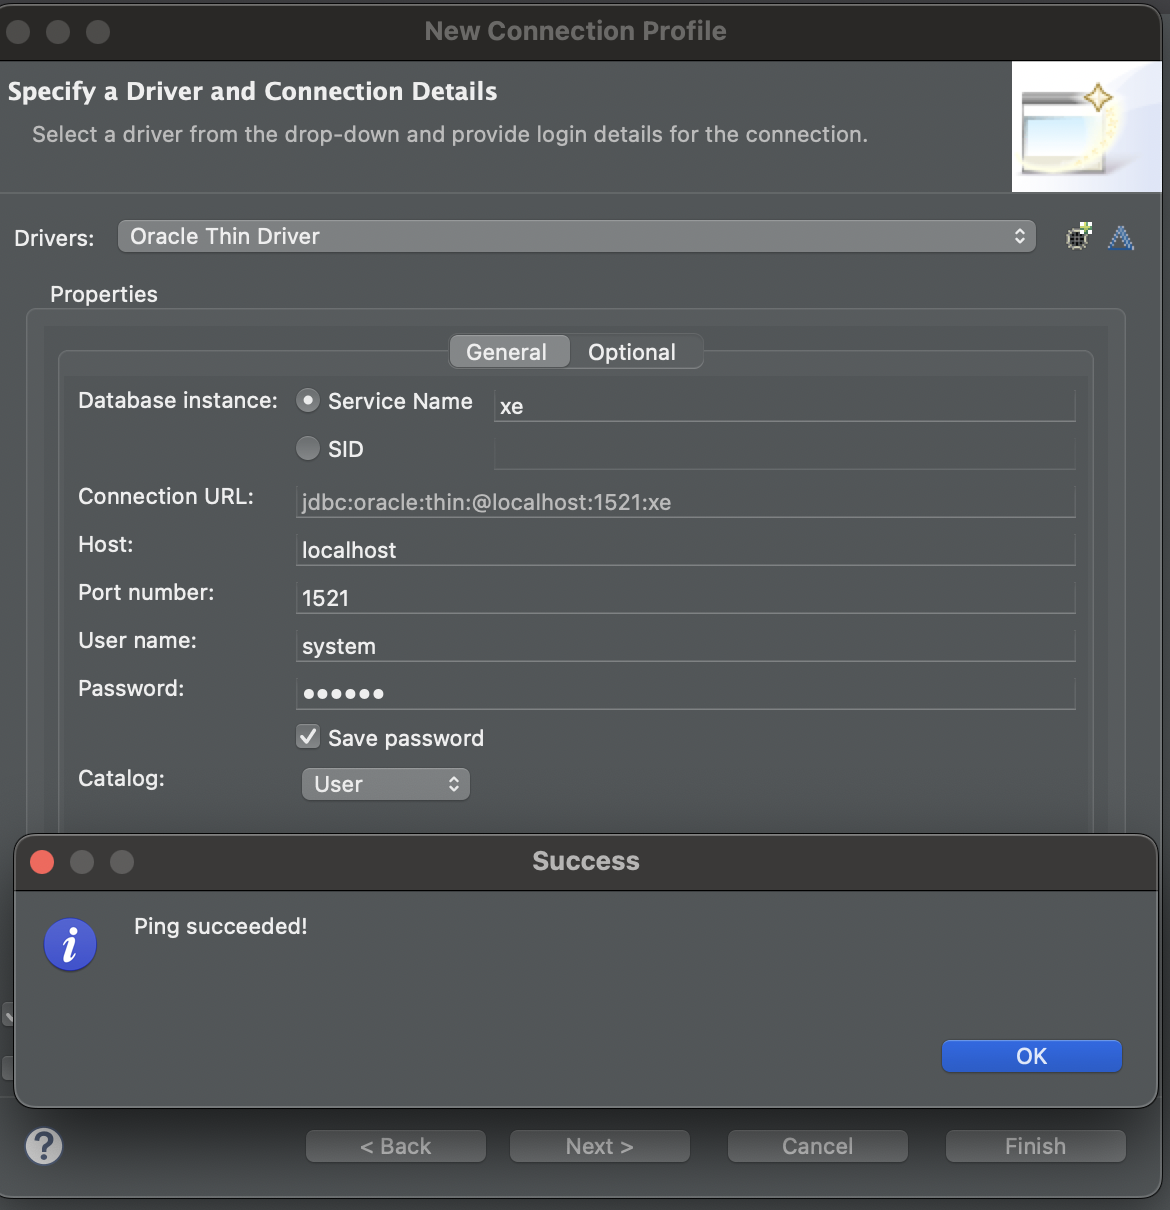 New Connection Profile
Specify a Driver and Connection Details
Select a driver from the drop-down and provide login details for the connection.
Drivers: Oracle Thin Driver
Properties
General Optional
Database instance: Service Name xe
SID
Connection URL: jdbc:oracle:thin:@localhost:1521:xe
Host: localhost
Port number: 1521
User name: system
Password: ●●●●●●
Save password
Catalog: User
Success
Ping succeeded!
OK
< Back Next > Cancel Finish